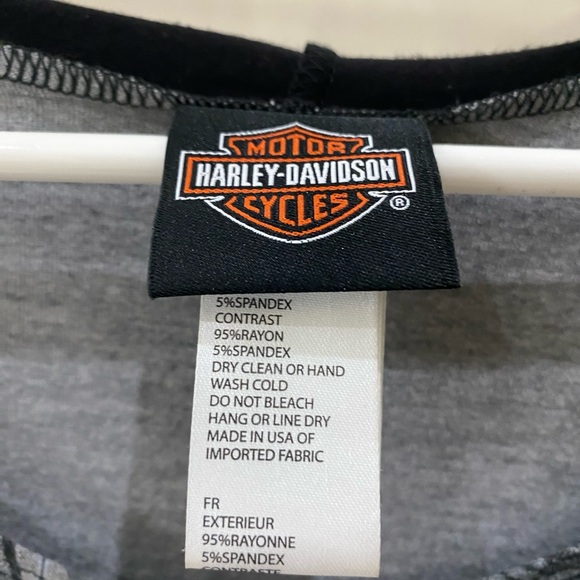 MOTOR
HARLEY-DAVIDSON
CYCLES
®
5%SPANDEX
CONTRAST
95%RAYON
5%SPANDEX
DRY CLEAN OR HAND
WASH COLD
DO NOT BLEACH
HANG OR LINE DRY
MADE IN USA OF
IMPORTED FABRIC
FR
EXTERIEUR
95%RAYONNE
5%SPANDEX